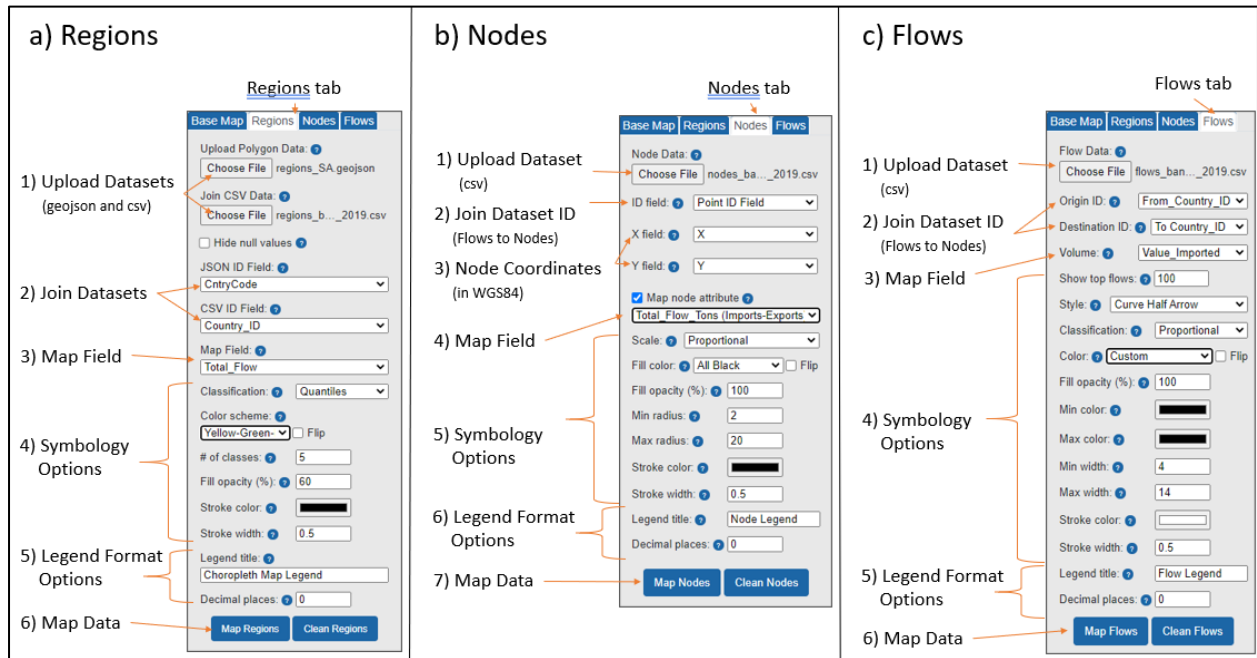 a) Regions
Regions tab
Base Map Regions Nodes Flows
Upload Polygon Data: ?
Choose File regions_SA.geojson
1) Upload Datasets
(geojson and csv)
Join CSV Data: ?
Choose File regions_b..._2019.csv
Hide null values ?
JSON ID Field: ?
2) Join Datasets
CntryCode
CSV ID Field: ?
Country_ID
Map Field: ?
3) Map Field
Total_Flow
Classification: ? Quantiles
Color scheme: ?
Yellow-Green- Flip
4) Symbology
Options
# of classes: ? 5
Fill opacity (%): ? 60
Stroke color: ?
Stroke width: ? 0.5
5) Legend Format
Options
Legend title: ?
Choropleth Map Legend
Decimal places: ? 0
6) Map Data
Map Regions Clean Regions
b) Nodes
Nodes tab
Base Map Regions Nodes Flows
1) Upload Dataset
(csv)
Node Data: ?
Choose File nodes_ba..._2019.csv
2) Join Dataset ID
(Flows to Nodes)
ID field: ? Point ID Field
X field: ? X
3) Node Coordinates
(in WGS84)
Y field: ? Y
Map node attribute ?
Total_Flow_Tons (Imports-Exports
4) Map Field
Scale: ? Proportional
Fill color: ? All Black Flip
Fill opacity (%): ? 100
Min radius: ? 2
5) Symbology
Options
Max radius: ? 20
Stroke color: ?
Stroke width: ? 0.5
6) Legend Format
Options
Legend title: ? Node Legend
Decimal places: ? 0
7) Map Data
Map Nodes Clean Nodes
c) Flows
Flows tab
Base Map Regions Nodes Flows
1) Upload Dataset
(csv)
Flow Data: ?
Choose File flows_ban..._2019.csv
2) Join Dataset ID
(Flows to Nodes)
Origin ID: ? From_Country_ID
Destination ID: ? To Country_ID
3) Map Field
Volume: ? Value_Imported
Show top flows: ? 100
Style: ? Curve Half Arrow
Classification: ? Proportional
Color: ? Custom Flip
Fill opacity (%): ? 100
4) Symbology
Options
Min color: ?
Max color: ?
Min width: ? 4
Max width: ? 14
Stroke color: ?
Stroke width: ? 0.5
5) Legend Format
Options
Legend title: ? Flow Legend
Decimal places: ? 0
6) Map Data
Map Flows Clean Flows